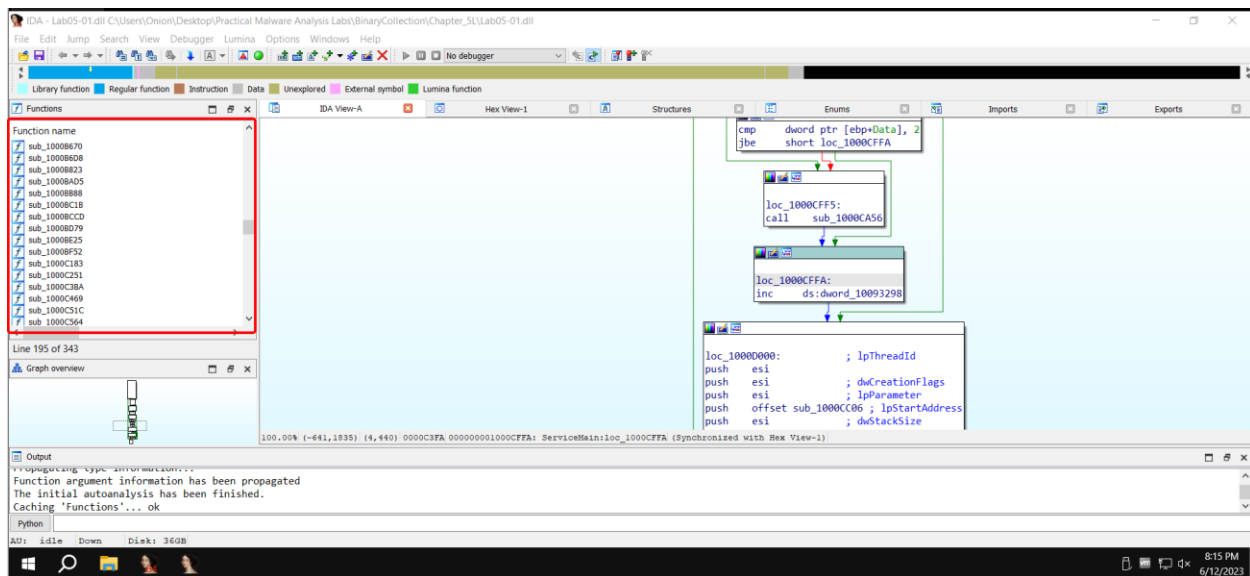 IDA - Lab05-01.dll C:\Users\Onion\Desktop\Practical Malware Analysis Labs\BinaryCollection\Chapter_5L\Lab05-01.dll
File Edit Jump Search View Debugger Lumina Options Windows Help
No debugger
Library function Regular function Instruction Data Unexplored External symbol Lumina function
Functions
IDA View-A Hex View-1 Structures Enums Imports Exports
Function name
sub_1000B670
sub_1000B6D8
sub_1000B823
sub_1000BAD5
sub_1000BB88
sub_1000BC1B
sub_1000BCCD
sub_1000BD79
sub_1000BE25
sub_1000BF52
sub_1000C183
sub_1000C251
sub_1000C3BA
sub_1000C469
sub_1000C51C
sub_1000C564
Line 195 of 343
Graph overview
cmp dword ptr [ebp+Data], 2
jbe short loc_1000CFFA
loc_1000CFF5:
call sub_1000CA56
loc_1000CFFA:
inc ds:dword_10093298
loc_1000D000: ; lpThreadId
push esi
push esi ; dwCreationFlags
push esi ; lpParameter
push offset sub_1000CC06 ; lpStartAddress
push esi ; dwStackSize
100.00% (-641,1835) (4,440) 0000C3FA 000000001000CFFA: ServiceMain:loc_1000CFFA (Synchronized with Hex View-1)
Output
Propagating type information...
Function argument information has been propagated
The initial autoanalysis has been finished.
Caching 'Functions'... ok
Python
AU: idle Down Disk: 36GB
8:15 PM
6/12/2023